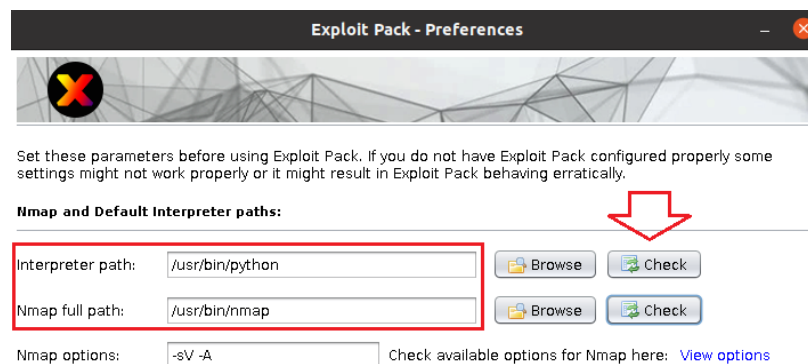 Exploit Pack - Preferences
Set these parameters before using Exploit Pack. If you do not have Exploit Pack configured properly some
settings might not work properly or it might result in Exploit Pack behaving erratically.
Nmap and Default Interpreter paths:
Interpreter path: /usr/bin/python Browse Check
Nmap full path: /usr/bin/nmap Browse Check
Nmap options: -sV -A Check available options for Nmap here: View options